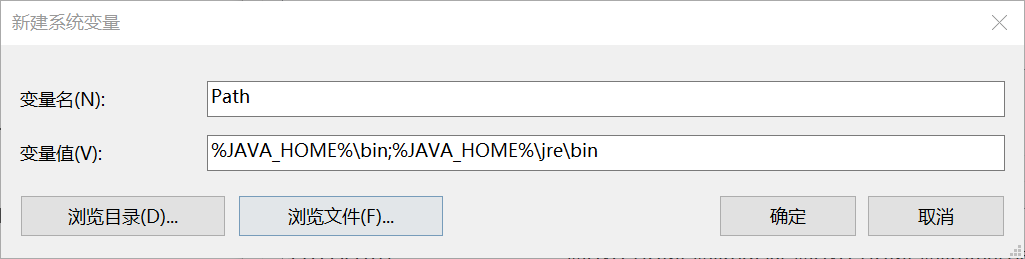 新建系统变量
变量名(N):
Path
变量值(V):
%JAVA_HOME%\bin;%JAVA_HOME%\jre\bin
浏览目录(D)...
浏览文件(F)...
确定
取消